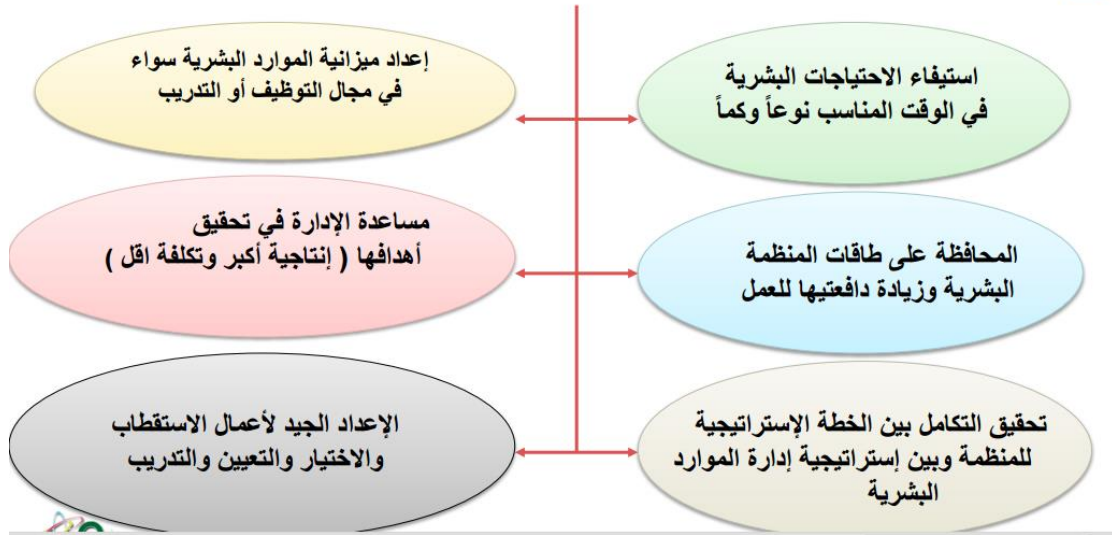 استيفاء الاحتياجات البشرية
في الوقت المناسب نوعاً وكماً
إعداد ميزانية الموارد البشرية سواء
في مجال التوظيف أو التدريب
المحافظة على طاقات المنظمة
البشرية وزيادة دافعتيها للعمل
مساعدة الإدارة في تحقيق
أهدافها ( إنتاجية أكبر وتكلفة اقل )
تحقيق التكامل بين الخطة الإستراتيجية
للمنظمة وبين إستراتيجية إدارة الموارد
البشرية
الإعداد الجيد لأعمال الاستقطاب
والاختيار والتعيين والتدريب